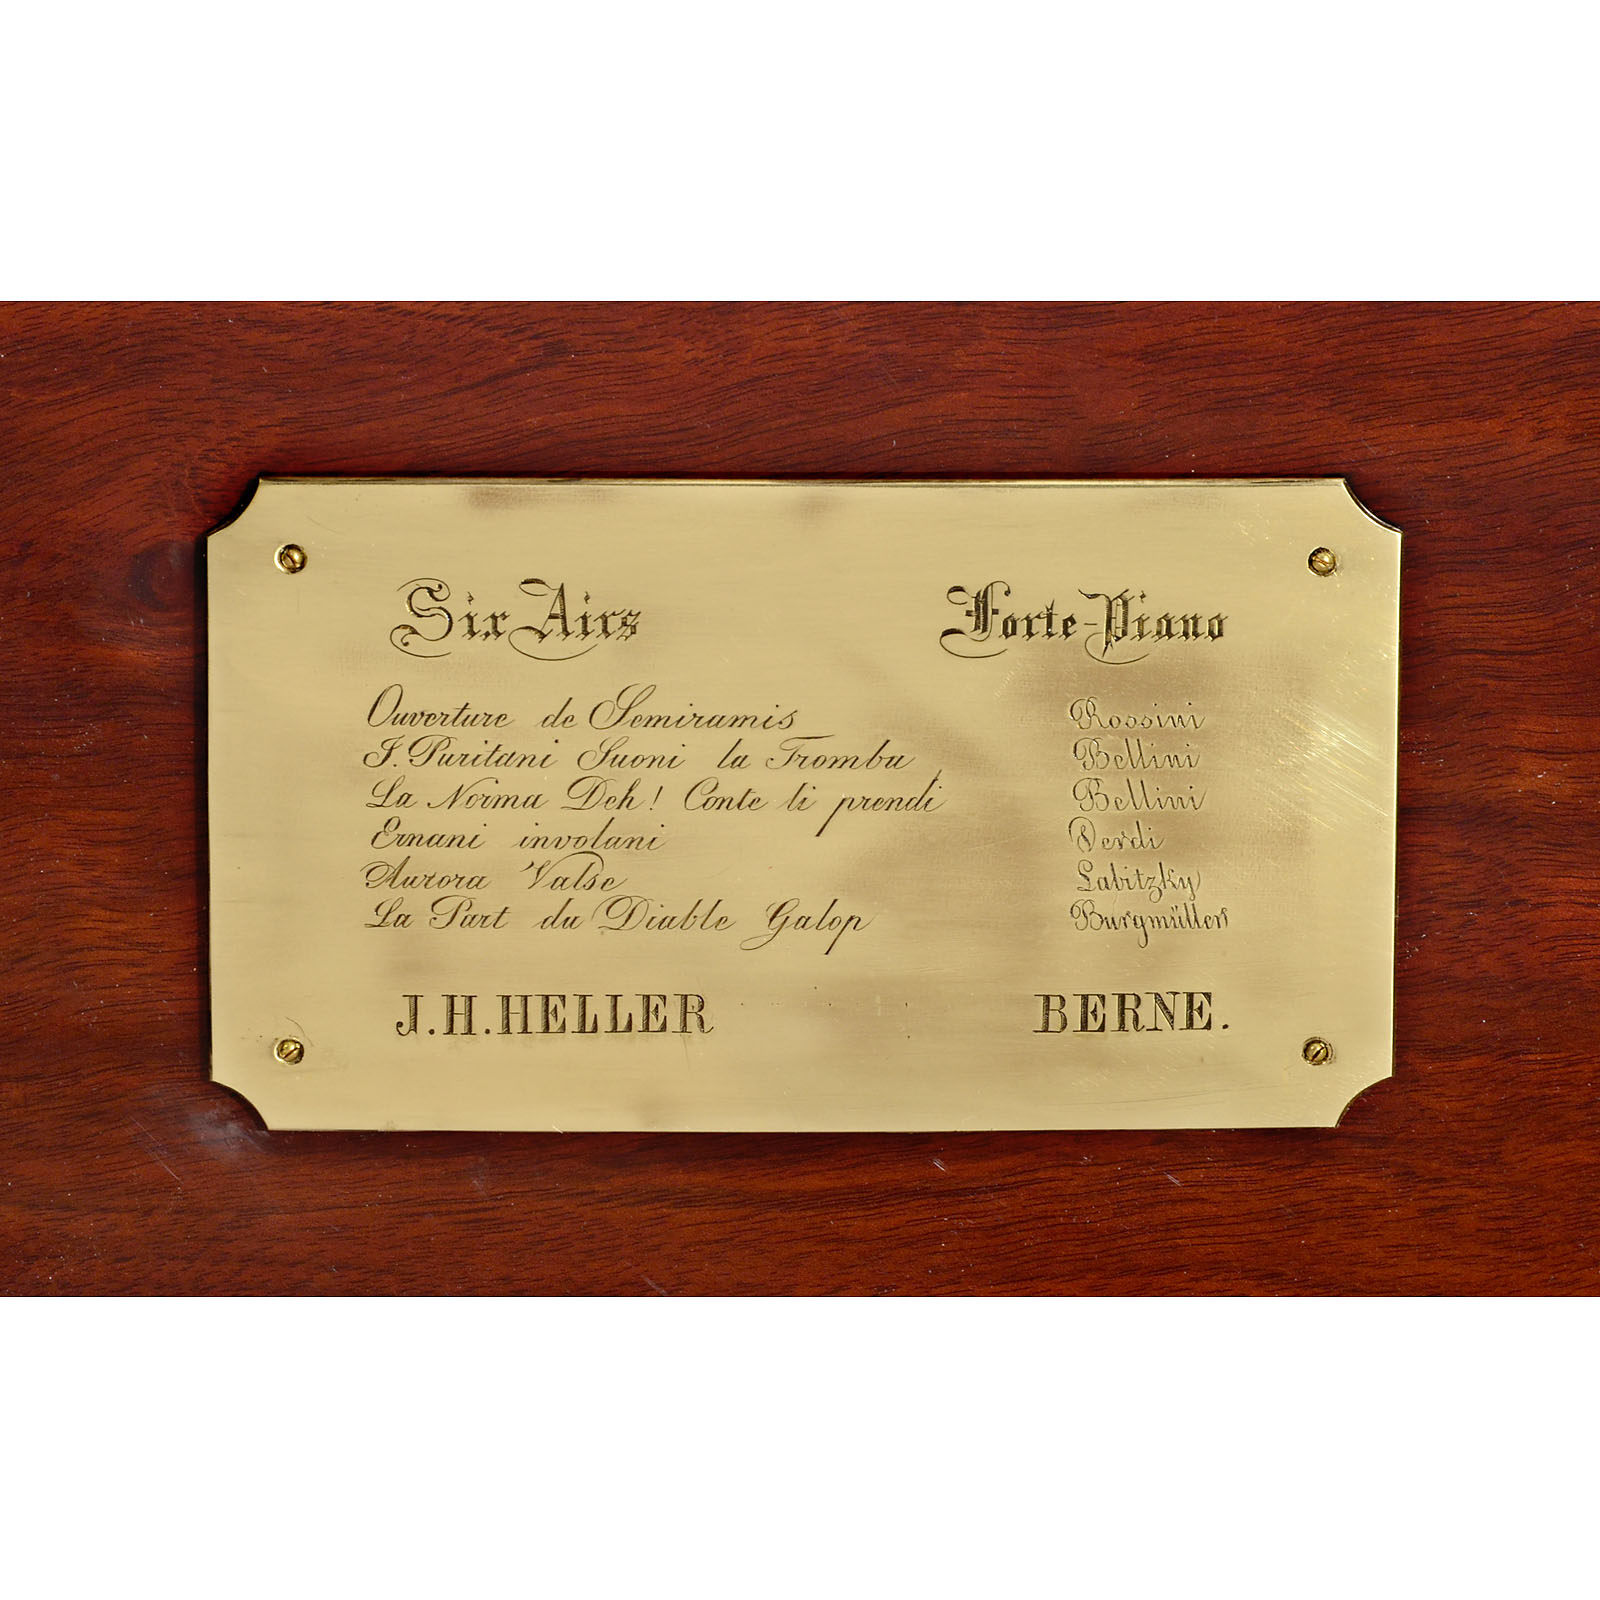 Six Airs Forte-Piano
Ouverture de Semiramis Rossini
I. Puritani Suoni la Tromba Bellini
La Norma Deh! Conte li prendi Bellini
Ernani involani Verdi
Aurora Valse Labitzky
La Part du Diable Galop Burgmüller
J.H.HELLER BERNE.